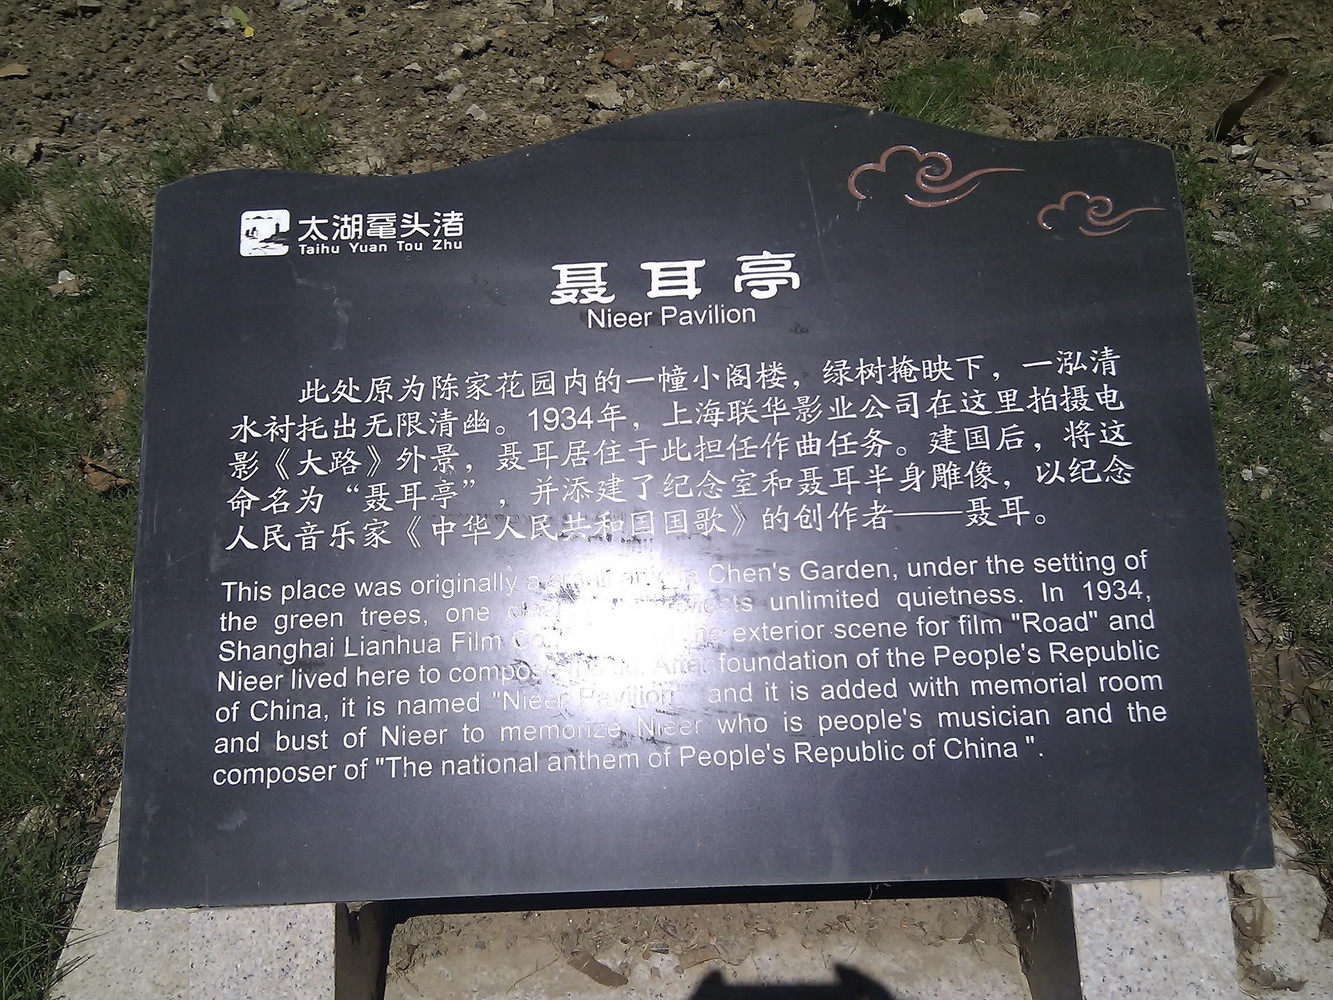 太湖鼋头渚
Taihu Yuan Tou Zhu
聂耳亭
Nieer Pavilion
此处原为陈家花园内的一幢小阁楼，绿树掩映下，一泓清
水衬托出无限清幽。1934年，上海联华影业公司在这里拍摄电
影《大路》外景，聂耳居住于此担任作曲任务。建国后，将这
命名为“聂耳亭”，并添建了纪念室和聂耳半身雕像，以纪念
人民音乐家《中华人民共和国国歌》的创作者——聂耳。
This place was originally a small Chen's Garden, under the setting of
the green trees, one unlimited quietness. In 1934,
Shanghai Lianhua Film exterior scene for film "Road" and
Nieer lived here to compose After foundation of the People's Republic
of China, it is named "Nieer Pavilion" and it is added with memorial room
and bust of Nieer to memorize Nieer who is people's musician and the
composer of "The national anthem of People's Republic of China ".